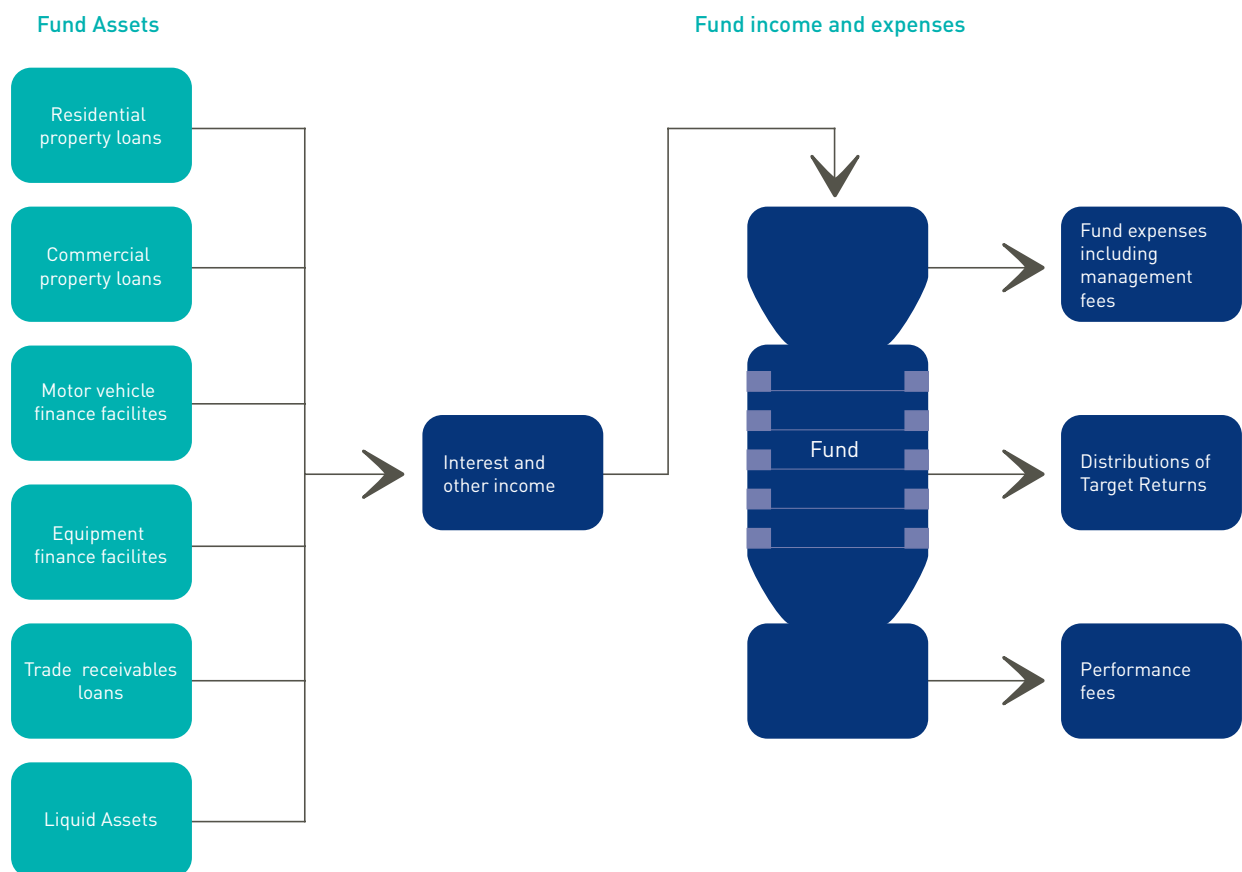 Fund Assets
Fund income and expenses
Residential
property loans
Commercial
property loans
Motor vehicle
finance facilites
Equipment
finance facilites
Trade  receivables
loans
Liquid Assets
Interest and
other income
Fund
Fund expenses
including
management
fees
Distributions of
Target Returns
Performance
fees